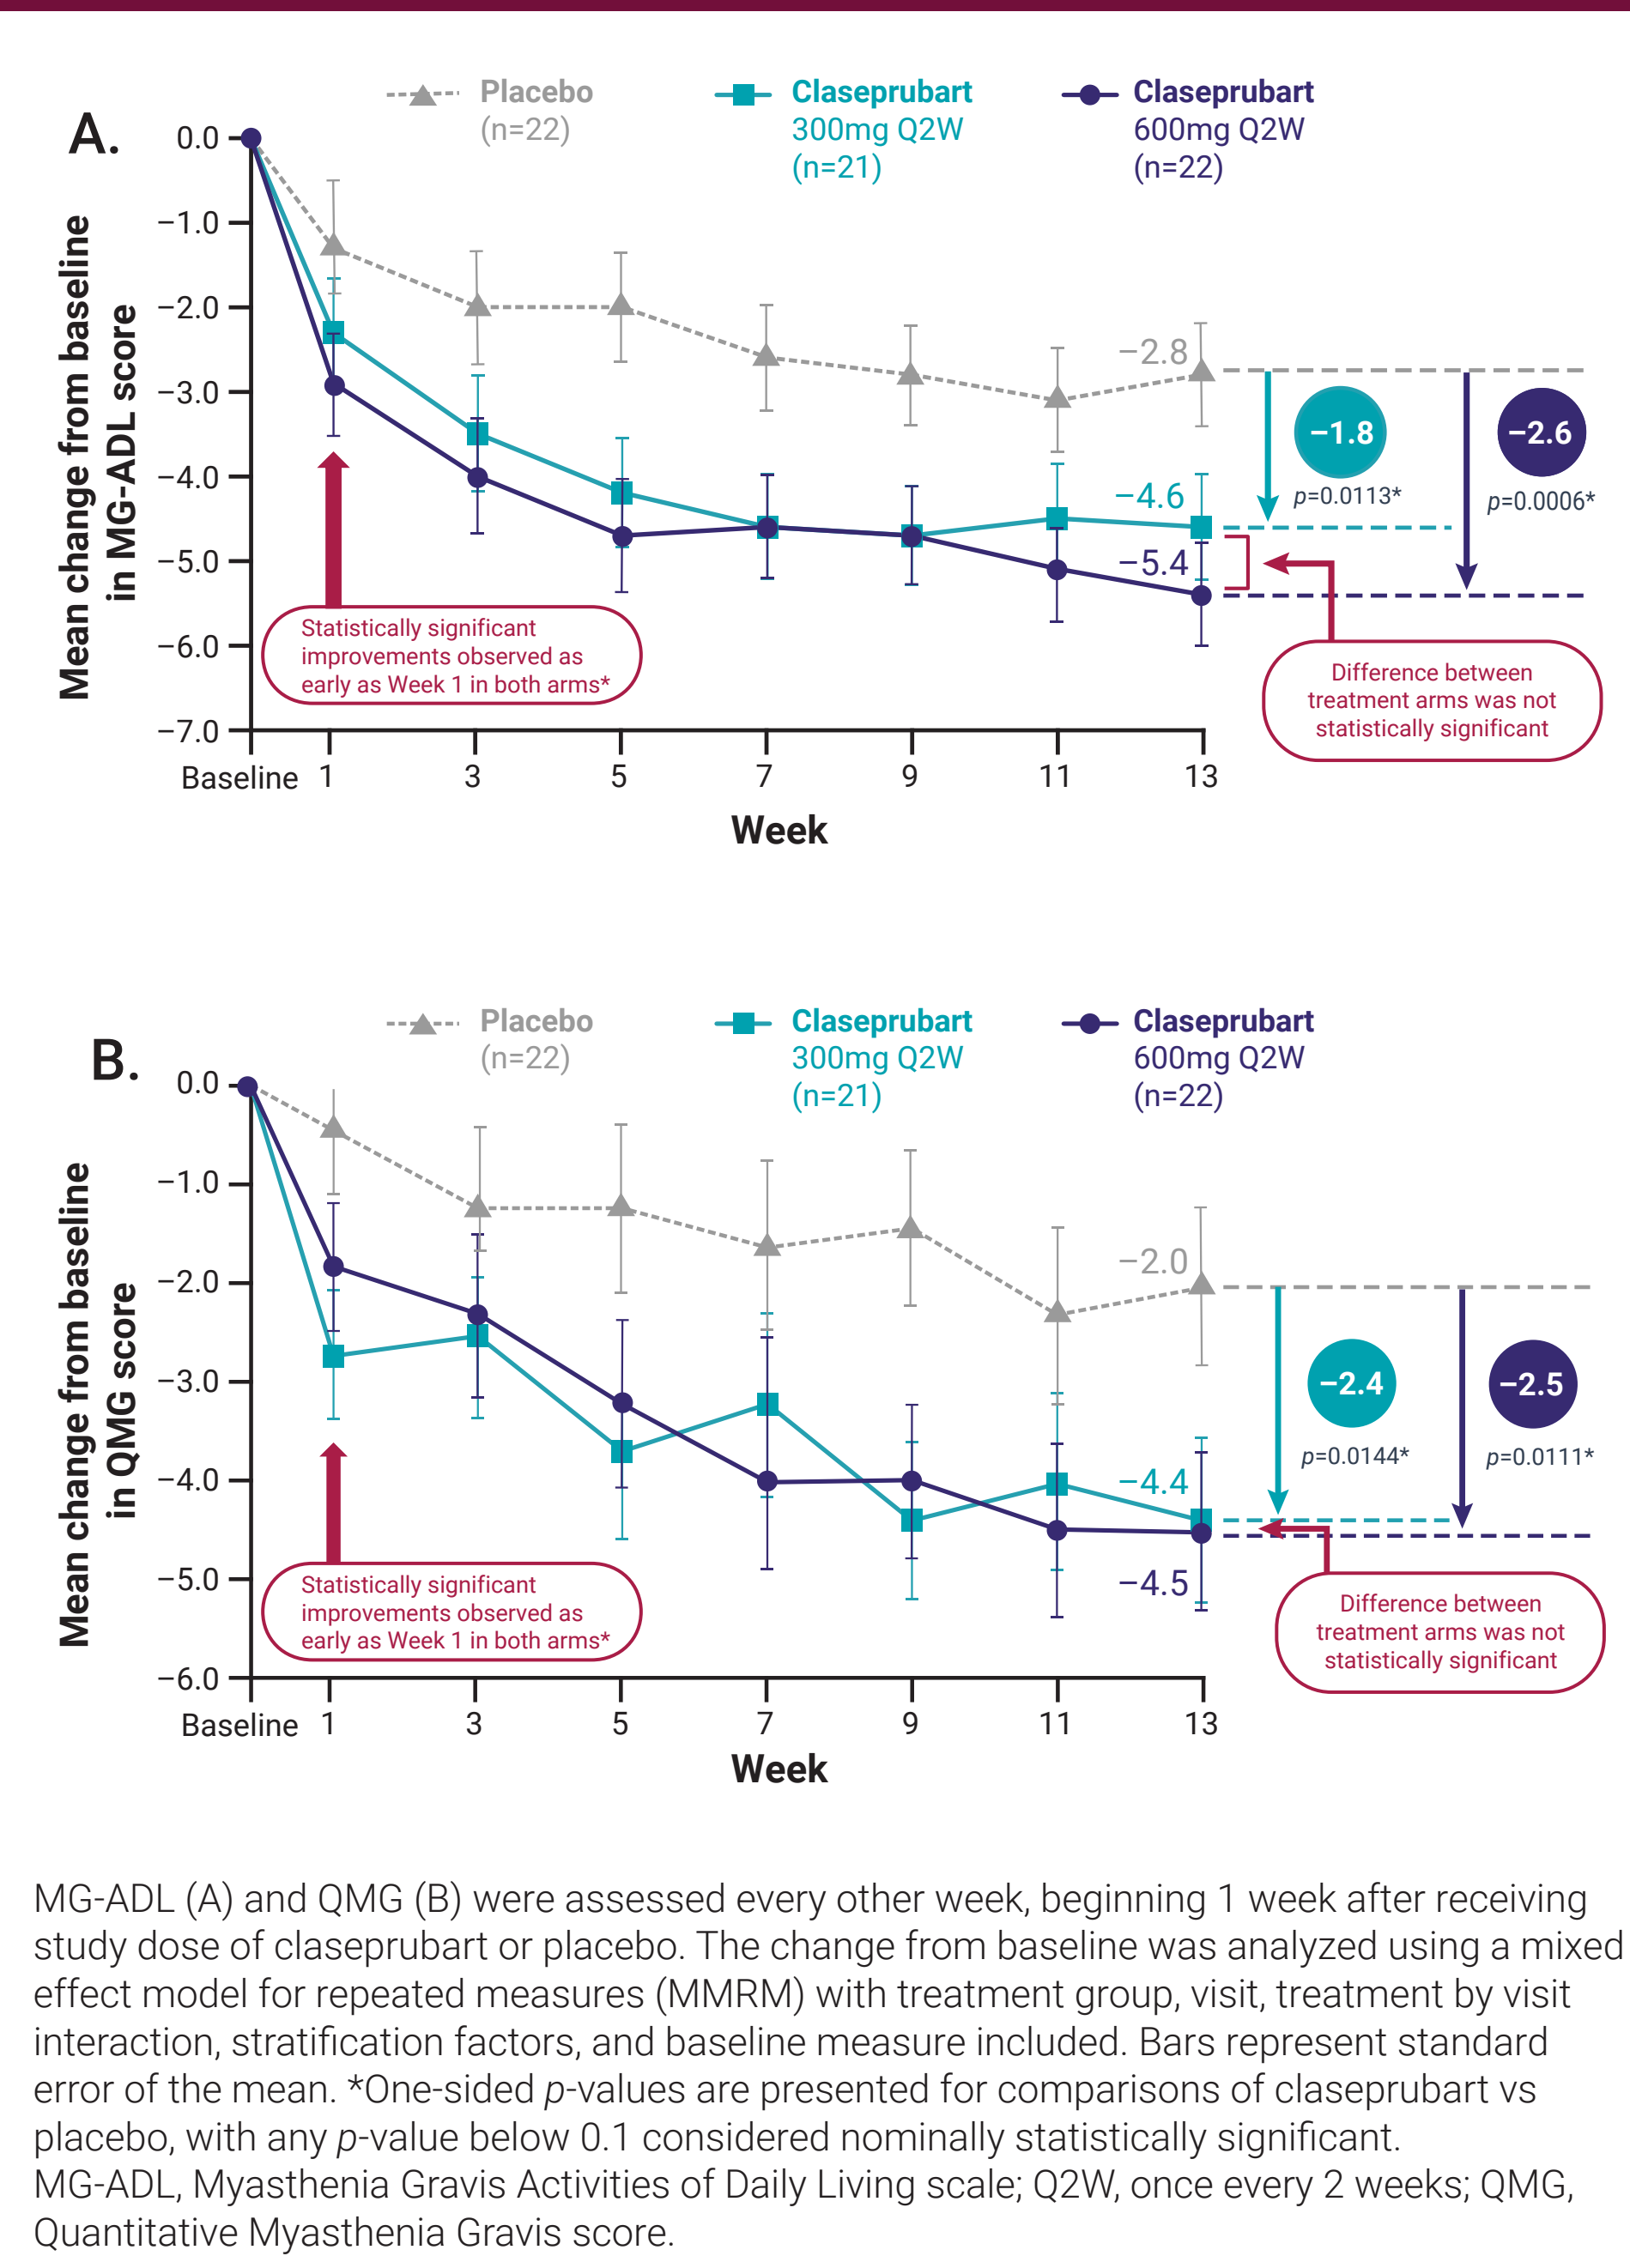 A.
Placebo
(n=22)
Claseprubart
300mg Q2W
(n=21)
Claseprubart
600mg Q2W
(n=22)
Mean change from baseline
in MG-ADL score
0.0
−1.0
−2.0
−3.0
−4.0
−5.0
−6.0
−7.0
−2.8
−4.6
−5.4
−1.8
p=0.0113*
−2.6
p=0.0006*
Statistically significant
improvements observed as
early as Week 1 in both arms*
Difference between
treatment arms was not
statistically significant
Baseline 1 3 5 7 9 11 13
Week
B.
Placebo
(n=22)
Claseprubart
300mg Q2W
(n=21)
Claseprubart
600mg Q2W
(n=22)
Mean change from baseline
in QMG score
0.0
−1.0
−2.0
−3.0
−4.0
−5.0
−6.0
−2.0
−4.4
−4.5
−2.4
p=0.0144*
−2.5
p=0.0111*
Statistically significant
improvements observed as
early as Week 1 in both arms*
Difference between
treatment arms was not
statistically significant
Baseline 1 3 5 7 9 11 13
Week
MG-ADL (A) and QMG (B) were assessed every other week, beginning 1 week after receiving
study dose of claseprubart or placebo. The change from baseline was analyzed using a mixed
effect model for repeated measures (MMRM) with treatment group, visit, treatment by visit
interaction, stratification factors, and baseline measure included. Bars represent standard
error of the mean. *One-sided p-values are presented for comparisons of claseprubart vs
placebo, with any p-value below 0.1 considered nominally statistically significant.
MG-ADL, Myasthenia Gravis Activities of Daily Living scale; Q2W, once every 2 weeks; QMG,
Quantitative Myasthenia Gravis score.